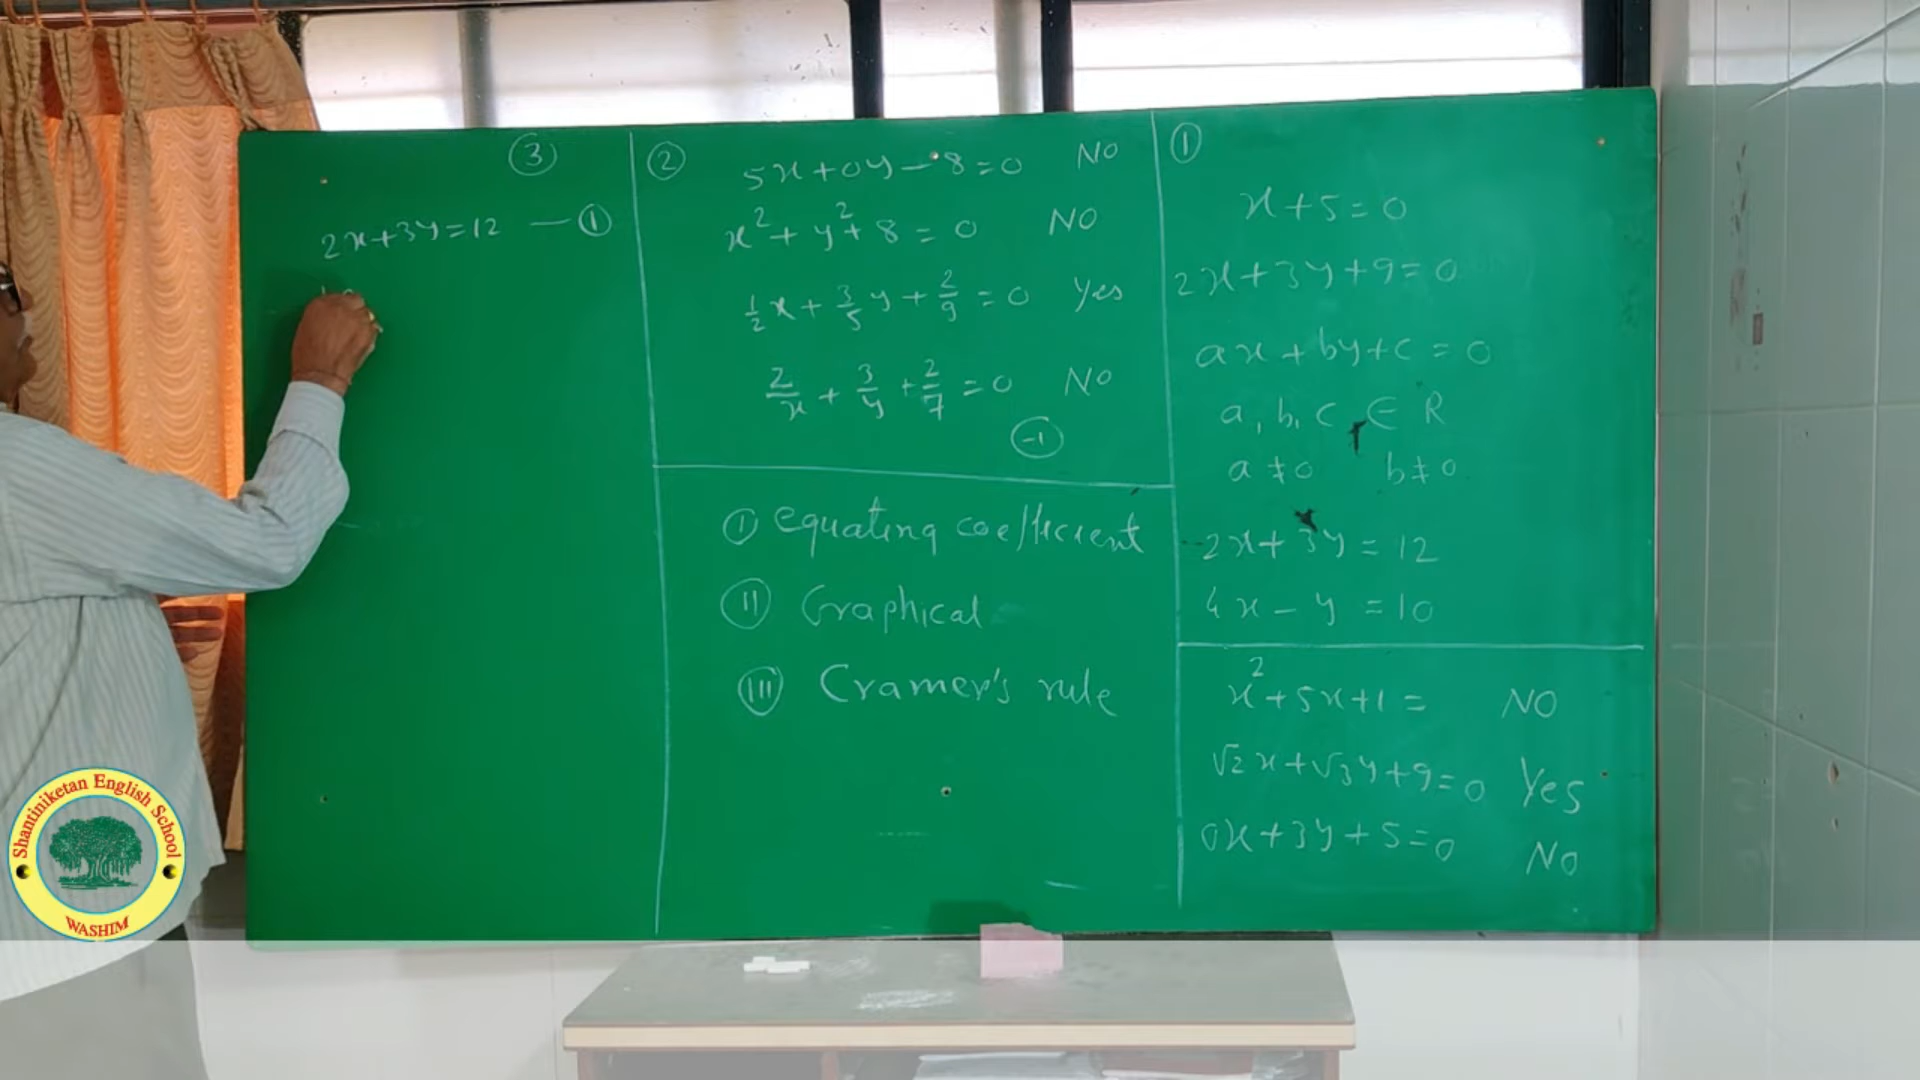 ③
2x+3y=12 — ①
②
5x+0y-8=0 NO
x²+y²+8=0 NO
½x+3/5y+2/9=0 Yes
2/x+3/y+2/7=0 NO
-1
Ⅰ equating coefficient
Ⅱ Graphical
Ⅲ Cramer's rule
①
x+5=0
2x+3y+9=0
ax+by+c=0
a, b, c ∈ R
a≠0 b≠0
2x+3y=12
4x-y=10
x²+5x+1= NO
√2x+√3y+9=0 Yes
0x+3y+5=0 NO
Shantiniketan English School
WASHIM